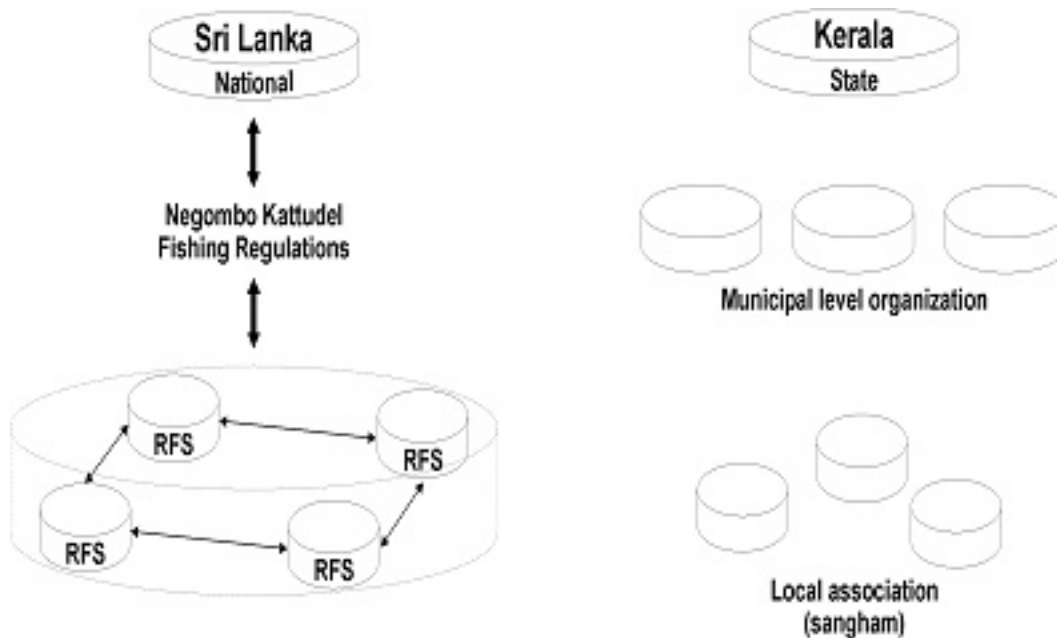 Sri Lanka
National
Negombo Kattudel
Fishing Regulations
RFS
RFS
RFS
RFS
Kerala
State
Municipal level organization
Local association
(sangham)